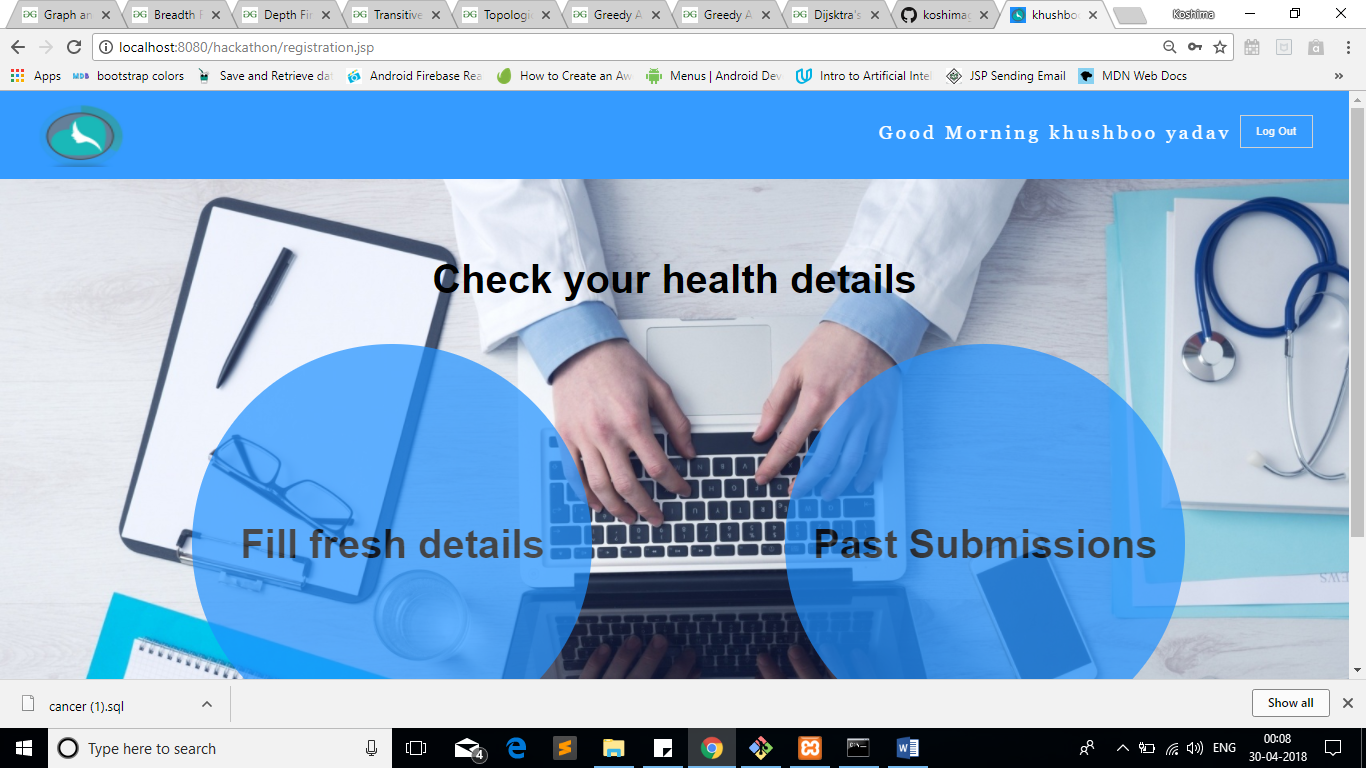 Graph an
Breadth F
Depth Fir
Transitive
Topologic
Greedy A
Greedy A
Dijsktra's
koshimag
khushboo
Koshima
localhost:8080/hackathon/registration.jsp
Apps
bootstrap colors
Save and Retrieve dat
Android Firebase Rea
How to Create an Aw
Menus | Android Dev
Intro to Artificial Intel
JSP Sending Email
MDN Web Docs
»
Good Morning khushboo yadav
Log Out
Check your health details
Fill fresh details
Past Submissions
NEWS
cancer (1).sql
Show all
Type here to search
4
ENG
00:08
30-04-2018